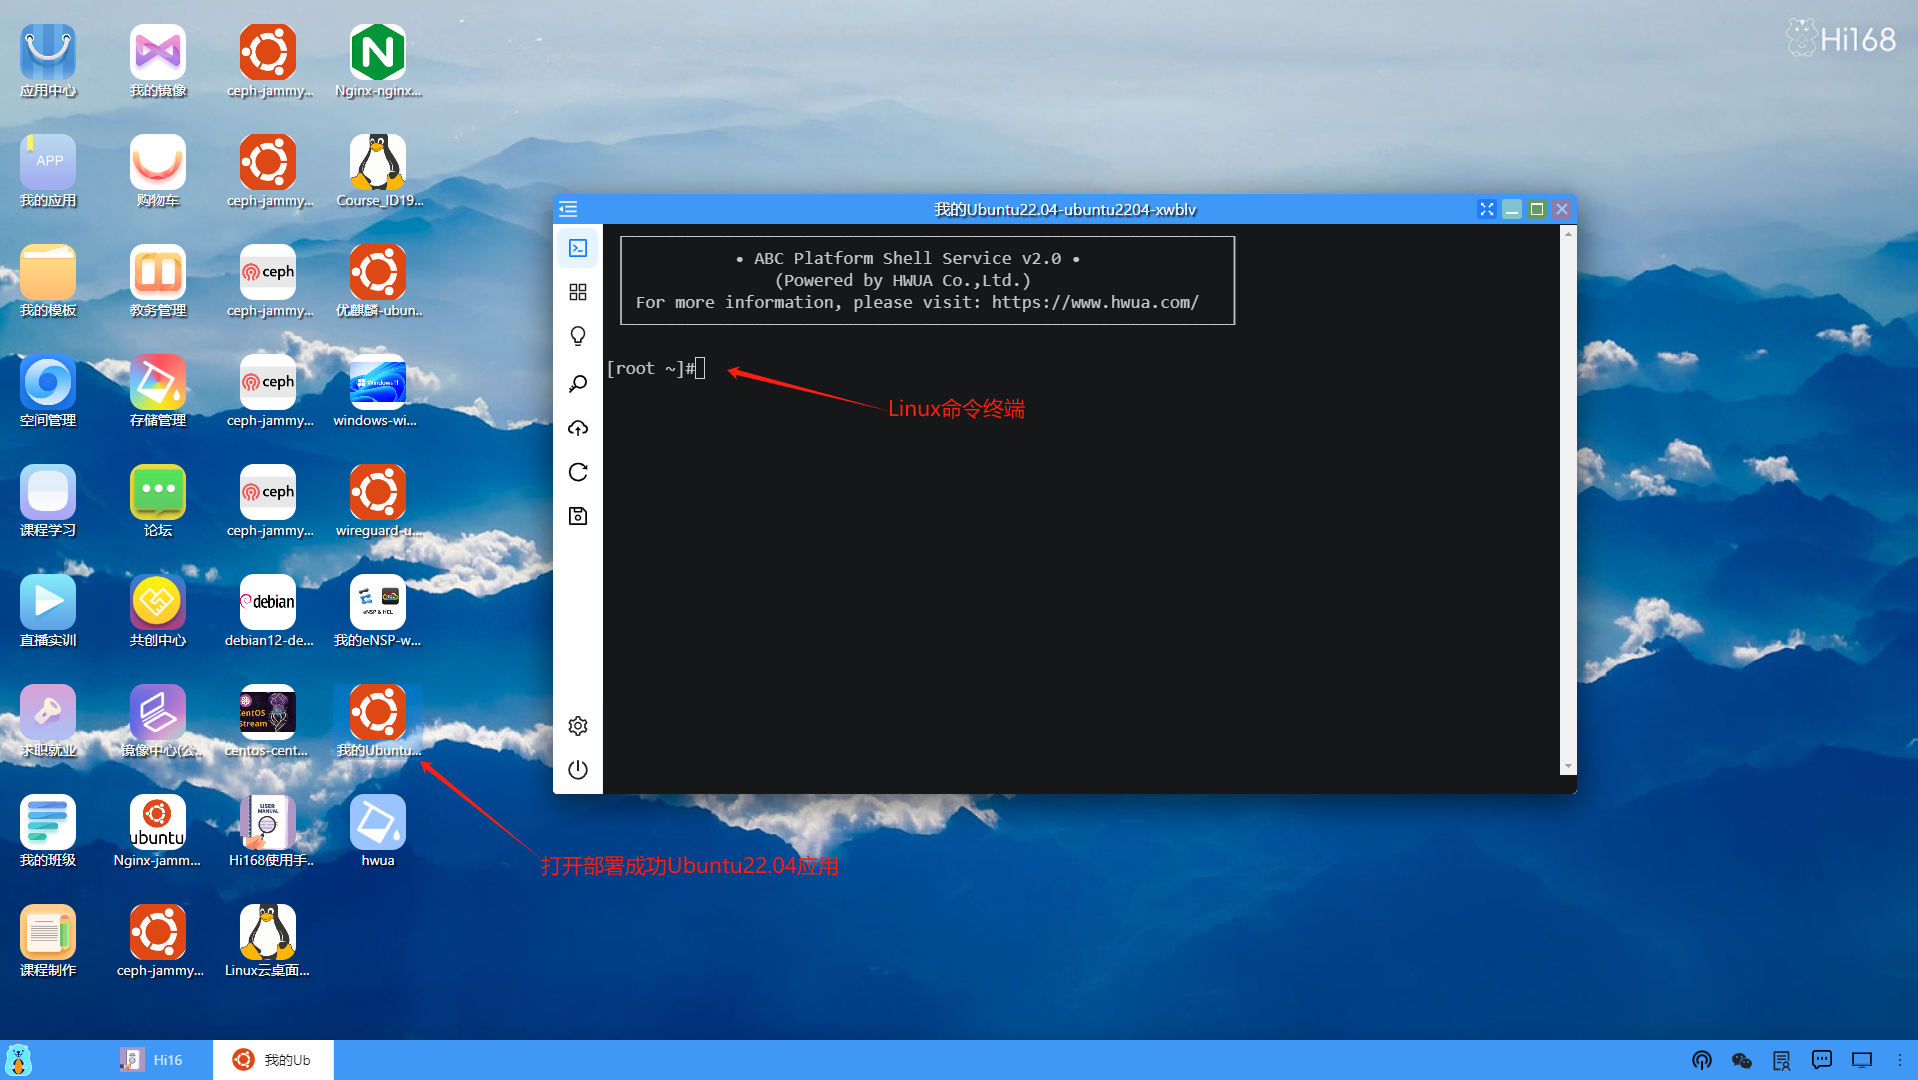 Hi168
应用中心
我的镜像
ceph-jammy...
Nginx-nginx...
APP
我的应用
购物车
ceph-jammy...
Course_ID19...
我的模板
教务管理
ceph
ceph-jammy...
优麒麟-ubun..
空间管理
存储管理
ceph
ceph-jammy...
Windows 11
windows-wi...
课程学习
论坛
ceph
ceph-jammy...
wireguard-u...
直播实训
共创中心
debian
debian12-de...
eNSP & HCL
我的eNSP-w...
求职就业
镜像中心(公..
CentOS
Stream
centos-cent...
我的Ubuntu...
我的班级
ubuntu
Nginx-jamm...
USER
MANUAL
Hi168使用手..
hwua
课程制作
ceph-jammy...
Linux云桌面...
我的Ubuntu22.04-ubuntu2204-xwblv
• ABC Platform Shell Service v2.0 •
(Powered by HWUA Co.,Ltd.)
For more information, please visit: https://www.hwua.com/
[root ~]#
Linux命令终端
打开部署成功Ubuntu22.04应用
Hi16
我的Ub